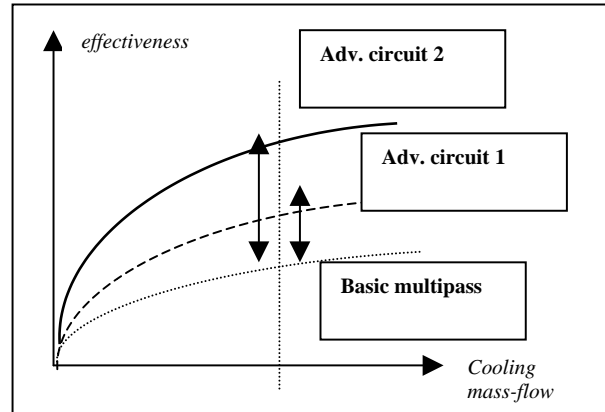 effectiveness
Adv. circuit 2
Adv. circuit 1
Basic multipass
Cooling
mass-flow